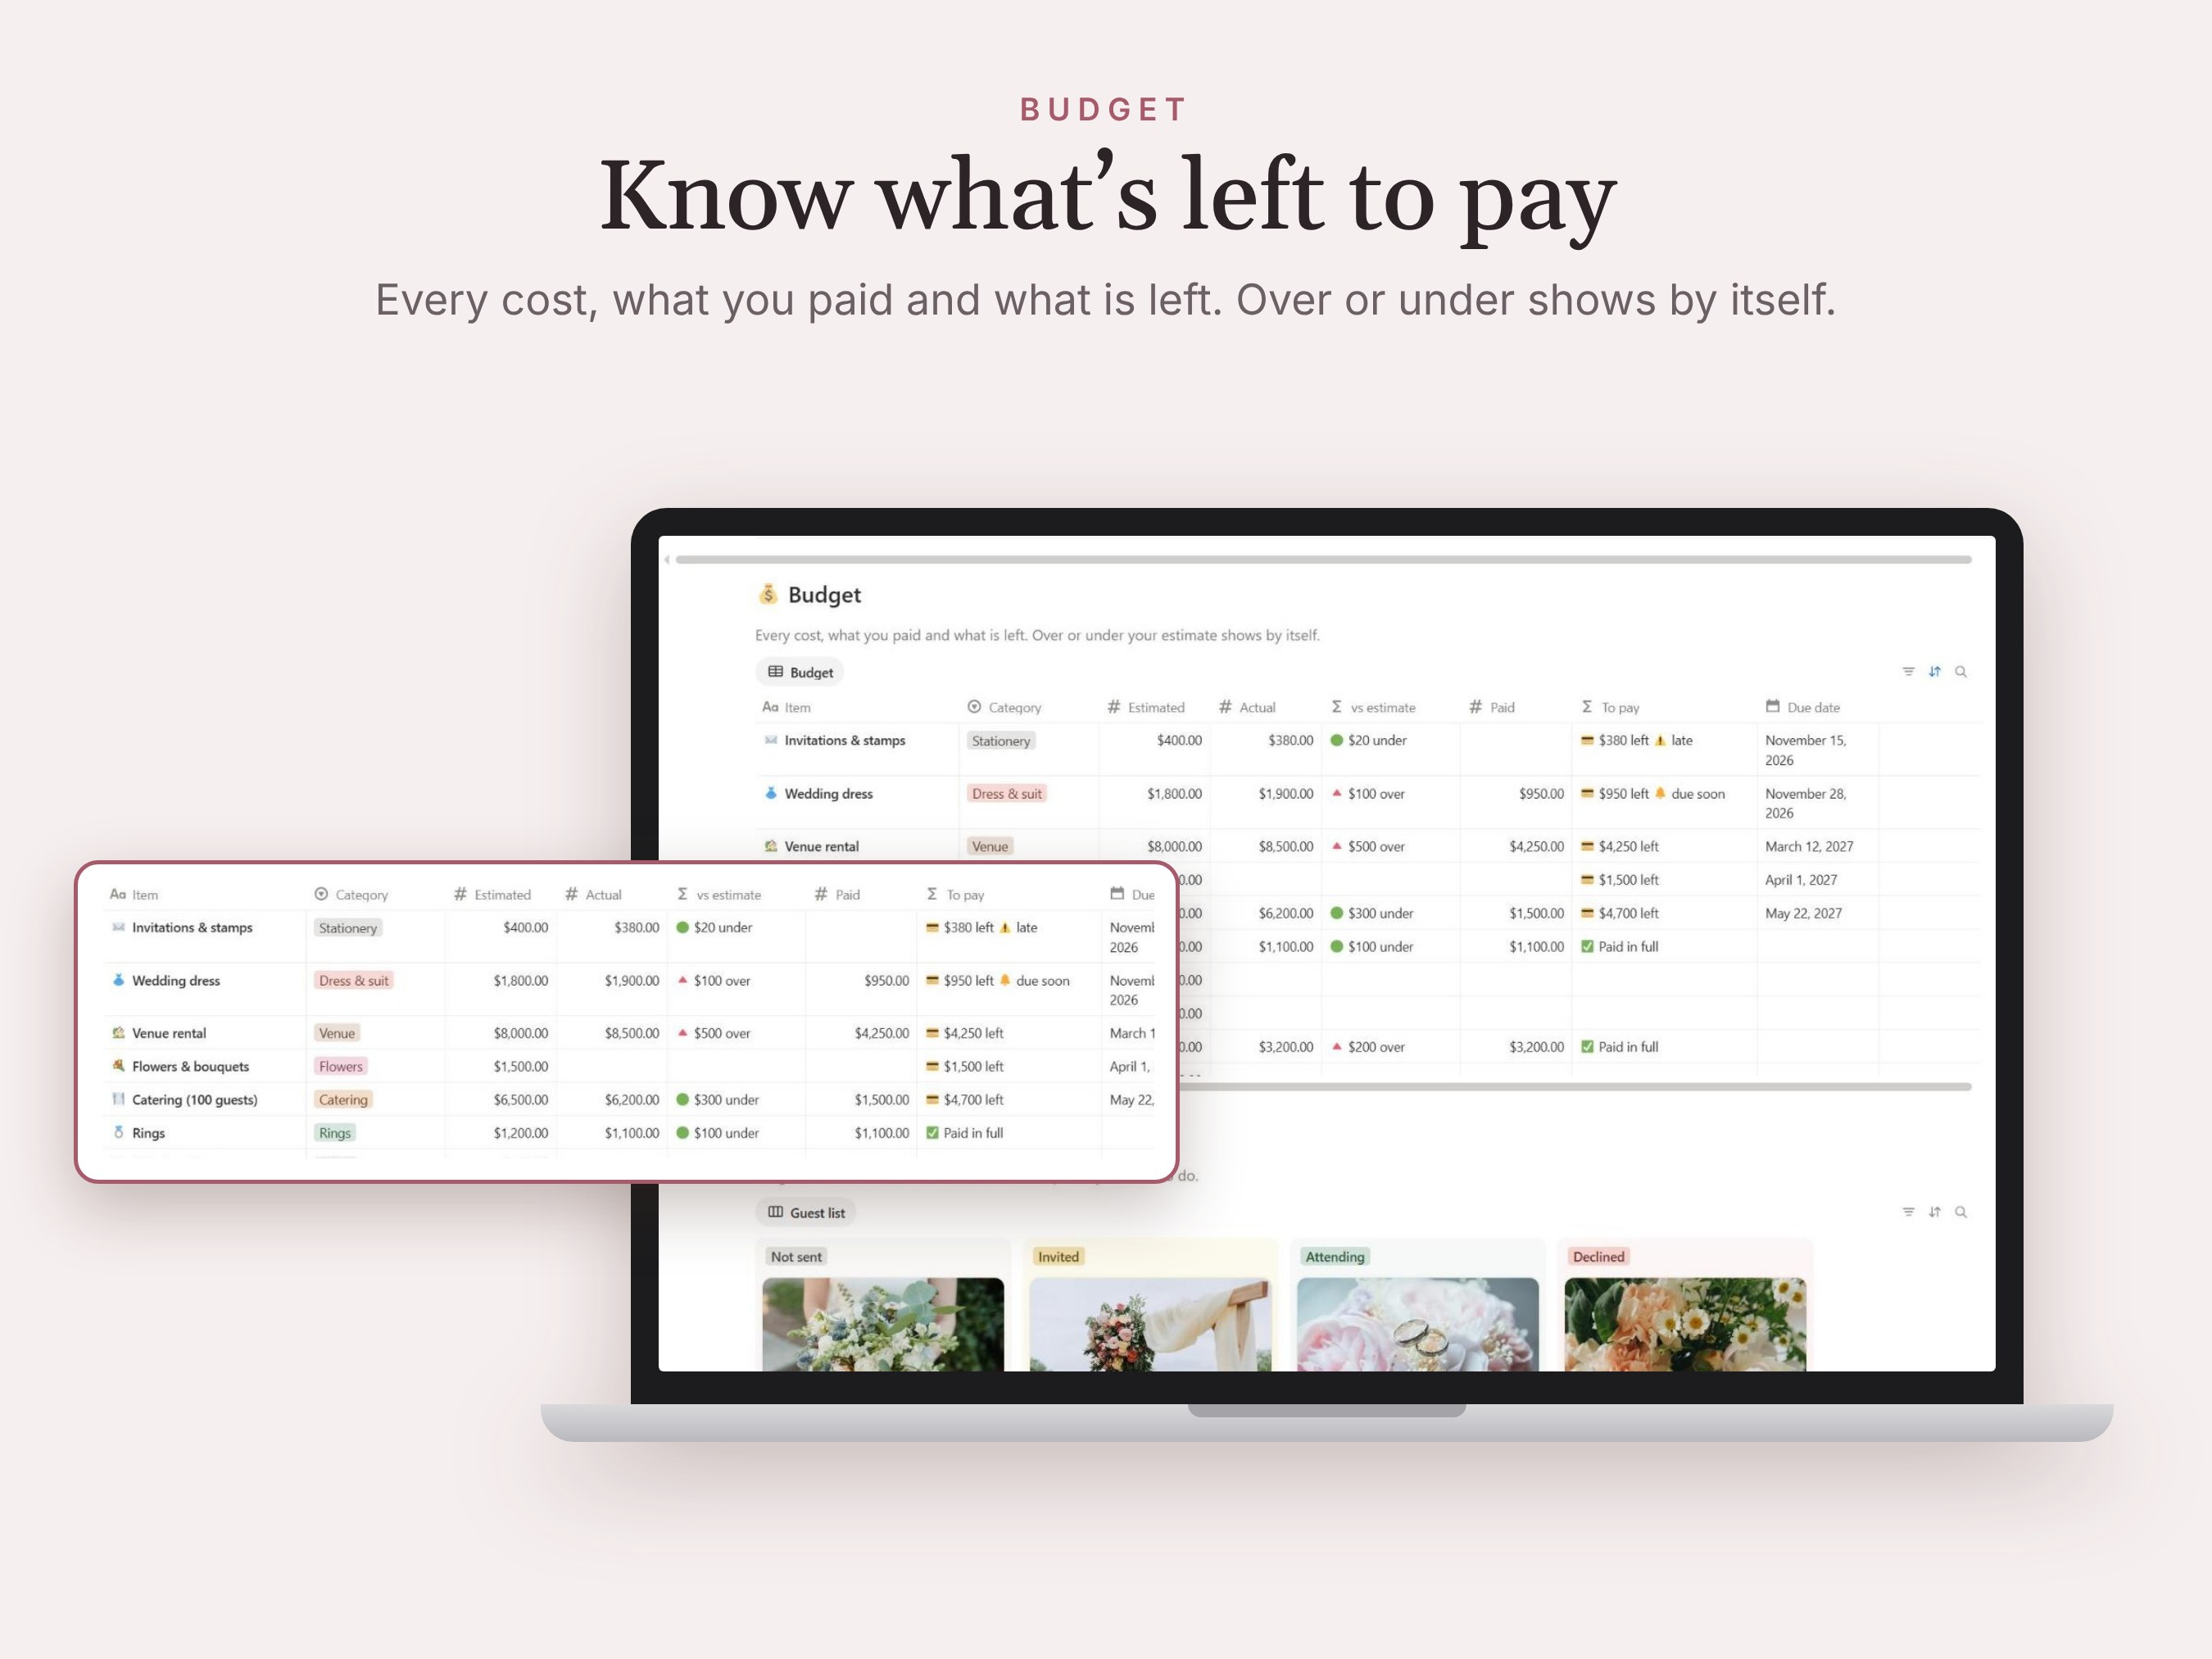 BUDGET
Know what's left to pay
Every cost, what you paid and what is left. Over or under shows by itself.
Budget
Every cost, what you paid and what is left. Over or under your estimate shows by itself.
Budget
Aa Item Category # Estimated # Actual Σ vs estimate # Paid Σ To pay Due date
Invitations & stamps Stationery $400.00 $380.00 $20 under $380 left late November 15,
2026
Wedding dress Dress & suit $1,800.00 $1,900.00 $100 over $950.00 $950 left due soon November 28,
2026
Venue rental Venue $8,000.00 $8,500.00 $500 over $4,250.00 $4,250 left March 12, 2027
$1,500 left April 1, 2027
$6,200.00 $300 under $1,500.00 $4,700 left May 22, 2027
$1,100.00 $100 under $1,100.00 Paid in full
$3,200.00 $200 over $3,200.00 Paid in full
Aa Item Category # Estimated # Actual Σ vs estimate # Paid Σ To pay Due
Invitations & stamps Stationery $400.00 $380.00 $20 under $380 left late Novemb
2026
Wedding dress Dress & suit $1,800.00 $1,900.00 $100 over $950.00 $950 left due soon Novemb
2026
Venue rental Venue $8,000.00 $8,500.00 $500 over $4,250.00 $4,250 left March 1
Flowers & bouquets Flowers $1,500.00 $1,500 left April 1,
Catering (100 guests) Catering $6,500.00 $6,200.00 $300 under $1,500.00 $4,700 left May 22,
Rings Rings $1,200.00 $1,100.00 $100 under $1,100.00 Paid in full
do.
Guest list
Not sent Invited Attending Declined